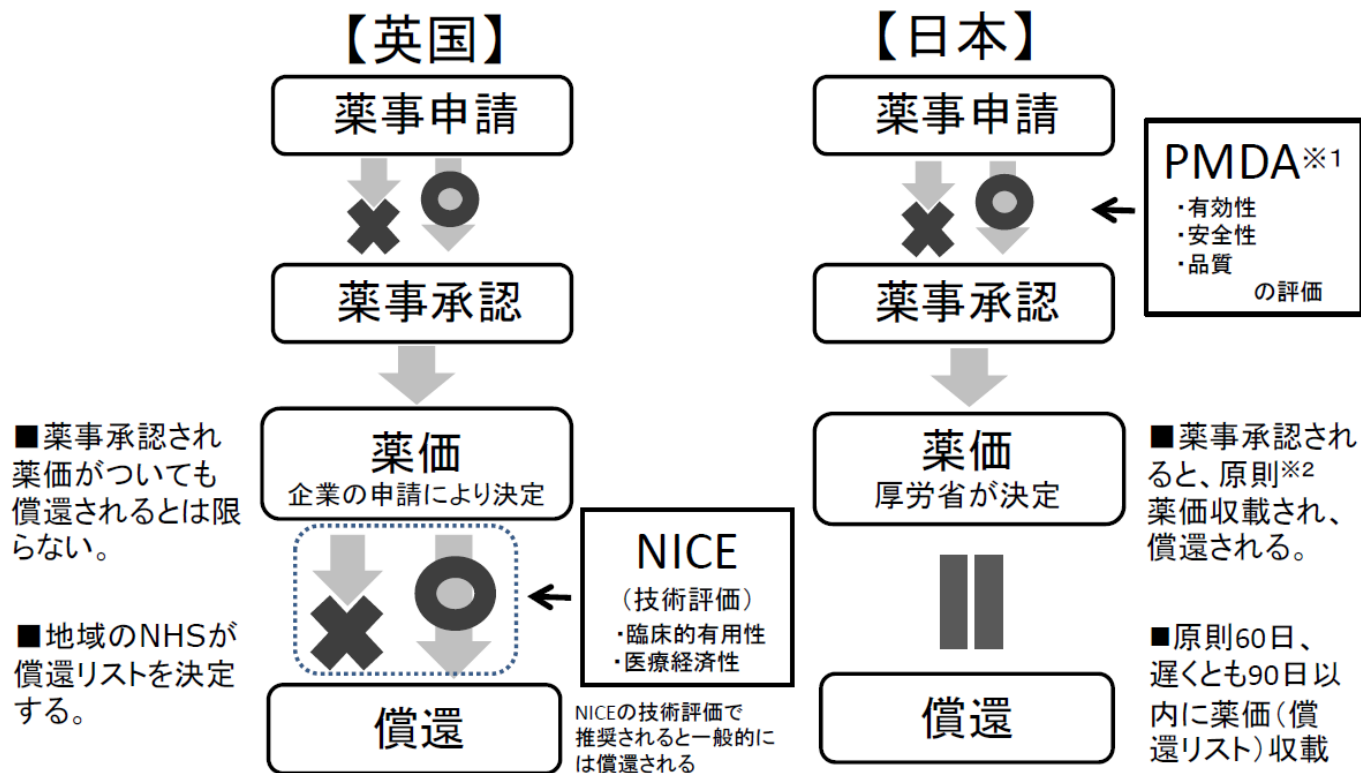 【英国】
薬事申請
薬事承認
薬価
企業の申請により決定
■薬事承認され
薬価がついても
償還されるとは限
らない。
■地域のNHSが
償還リストを決定
する。
NICE
(技術評価)
・臨床的有用性
・医療経済性
償還
NICEの技術評価で
推奨されると一般的に
は償還される
【日本】
薬事申請
PMDA※1
・有効性
・安全性
・品質
の評価
薬事承認
薬価
厚労省が決定
■薬事承認され
ると、原則※2
薬価収載され、
償還される。
償還
■原則60日、
遅くとも90日以
内に薬価(償
還リスト)収載